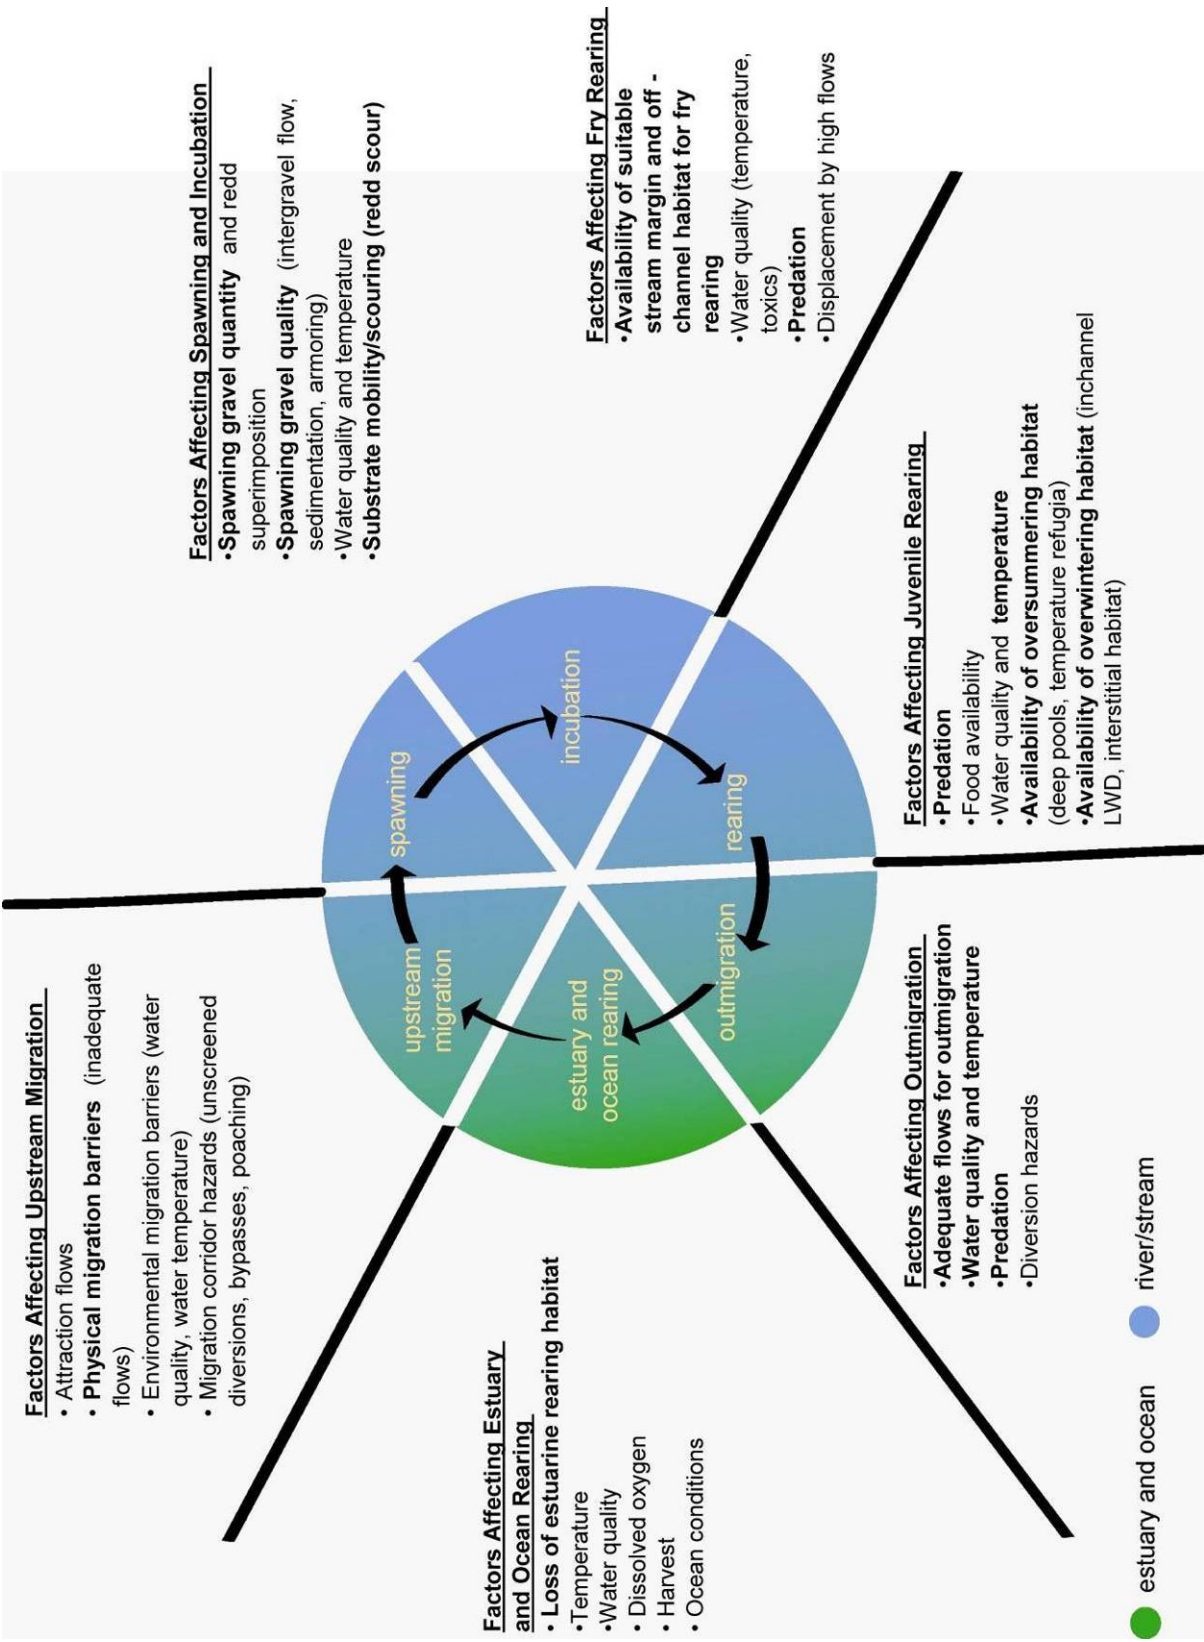 Factors Affecting Upstream Migration
• Attraction flows
• Physical migration barriers (inadequate
flows)
• Environmental migration barriers (water
quality, water temperature)
• Migration corridor hazards (unscreened
diversions, bypasses, poaching)
Factors Affecting Spawning and Incubation
•Spawning gravel quantity and redd
superimposition
•Spawning gravel quality (intergravel flow,
sedimentation, armoring)
•Water quality and temperature
•Substrate mobility/scouring (redd scour)
Factors Affecting Fry Rearing
•Availability of suitable
stream margin and off -
channel habitat for fry
rearing
•Water quality (temperature,
toxics)
•Predation
•Displacement by high flows
Factors Affecting Juvenile Rearing
•Predation
•Food availability
•Water quality and temperature
•Availability of oversummering habitat
(deep pools, temperature refugia)
•Availability of overwintering habitat (inchannel
LWD, interstitial habitat)
Factors Affecting Outmigration
•Adequate flows for outmigration
•Water quality and temperature
•Predation
•Diversion hazards
Factors Affecting Estuary
and Ocean Rearing
• Loss of estuarine rearing habitat
•Temperature
•Water quality
• Dissolved oxygen
• Harvest
• Ocean conditions
upstream
migration
spawning
incubation
rearing
outmigration
estuary and
ocean rearing
estuary and ocean
river/stream